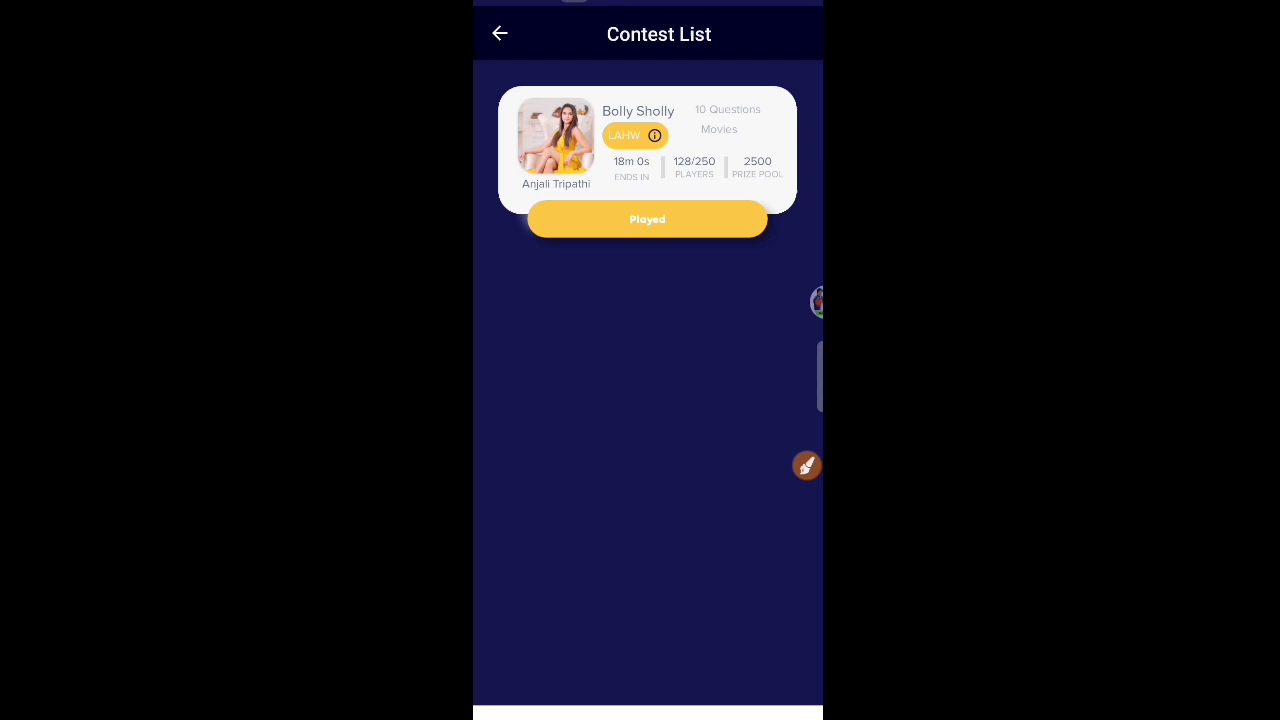 Contest List
Bolly Sholly
10 Questions
LAHW
Movies
18m 0s
128/250
2500
ENDS IN
PLAYERS
PRIZE POOL
Anjali Tripathi
Played